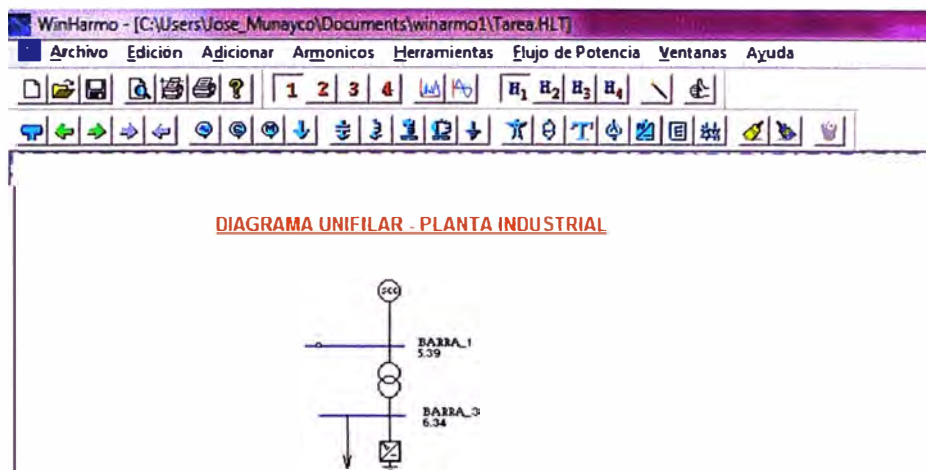 WinHarmo - [C:\Users\Jose_Munayco\Documents\winarmo1\Tarea.HLT]
Archivo Edición Adicionar Armonicos Herramientas Flujo de Potencia Ventanas Ayuda
1 2 3 4 H1 H2 H3 H4
T E
DIAGRAMA UNIFILAR - PLANTA INDUSTRIAL
SCC
BARRA_1
5.39
BARRA_3
6.34